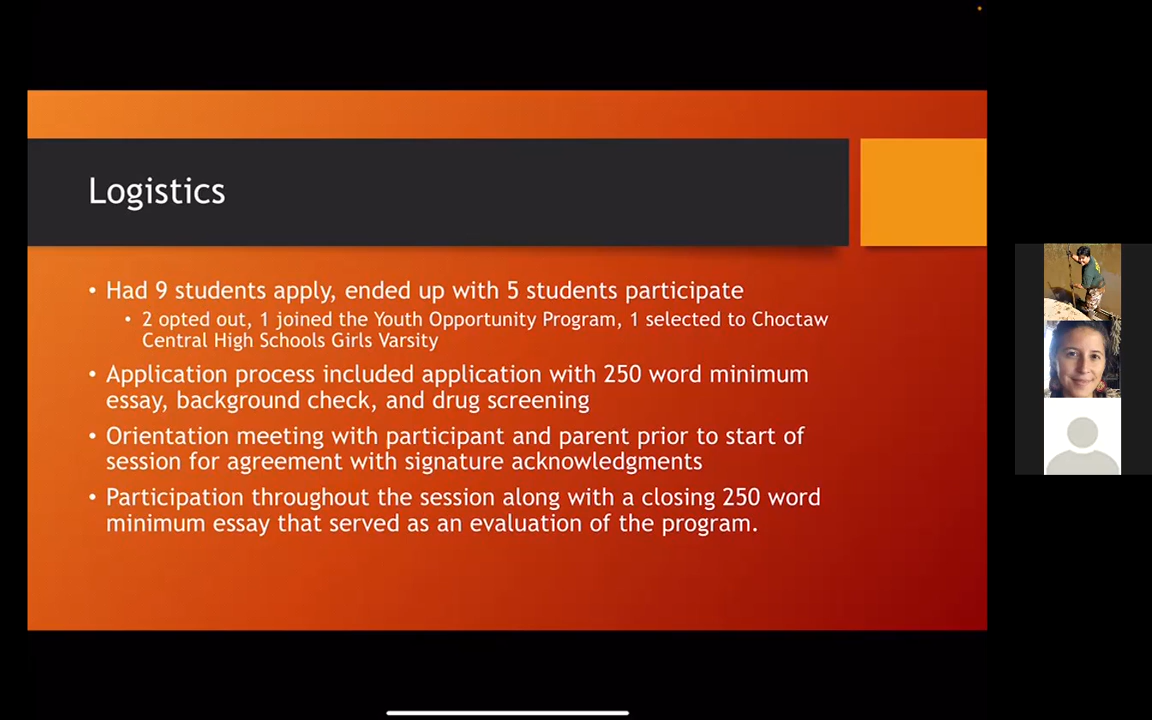 Logistics
• Had 9 students apply, ended up with 5 students participate
• 2 opted out, 1 joined the Youth Opportunity Program, 1 selected to Choctaw
Central High Schools Girls Varsity
• Application process included application with 250 word minimum
essay, background check, and drug screening
• Orientation meeting with participant and parent prior to start of
session for agreement with signature acknowledgments
• Participation throughout the session along with a closing 250 word
minimum essay that served as an evaluation of the program.